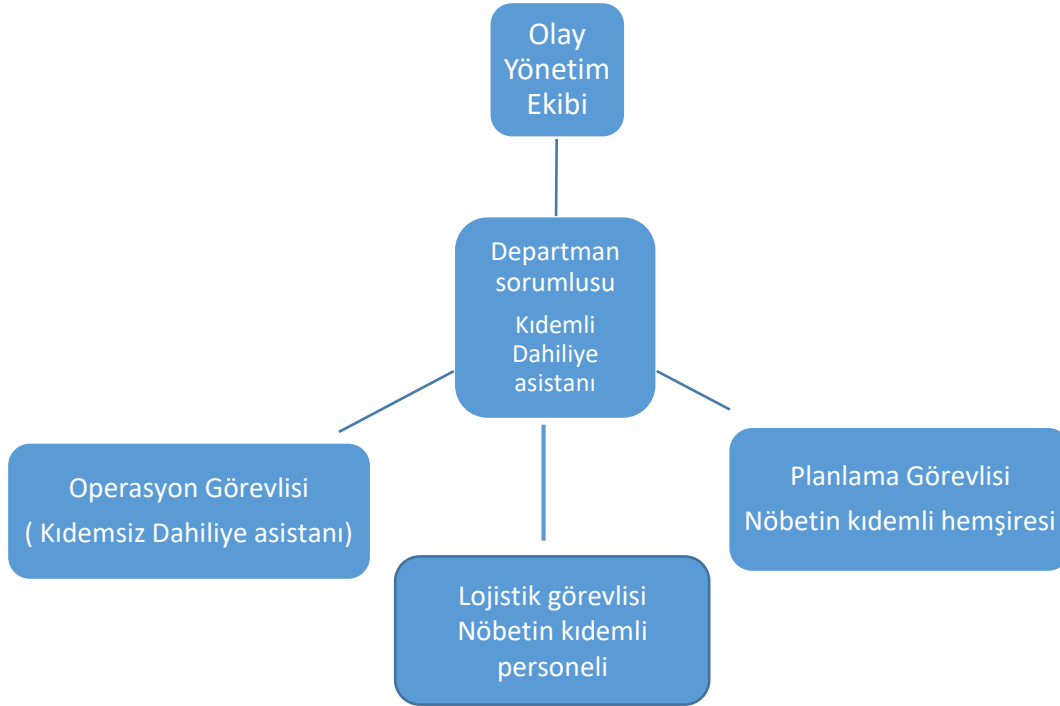 Olay
Yönetim
Ekibi
Departman
sorumlusu
Kıdemli
Dahiliye
asistanı
Operasyon Görevlisi
( Kıdemsiz Dahiliye asistanı)
Planlama Görevlisi
Nöbetin kıdemli hemşiresi
Lojistik görevlisi
Nöbetin kıdemli
personeli